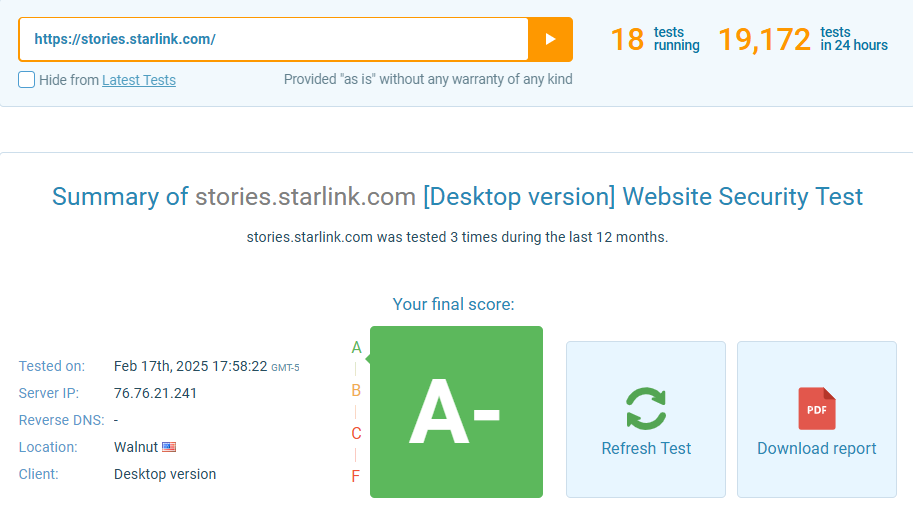 https://stories.starlink.com/
18 tests running
19,172 tests in 24 hours
Hide from Latest Tests
Provided "as is" without any warranty of any kind
Summary of stories.starlink.com [Desktop version] Website Security Test
stories.starlink.com was tested 3 times during the last 12 months.
Your final score:
Tested on: Feb 17th, 2025 17:58:22 GMT-5
Server IP: 76.76.21.241
Reverse DNS: -
Location: Walnut
Client: Desktop version
A
B
C
F
A-
Refresh Test
PDF
Download report